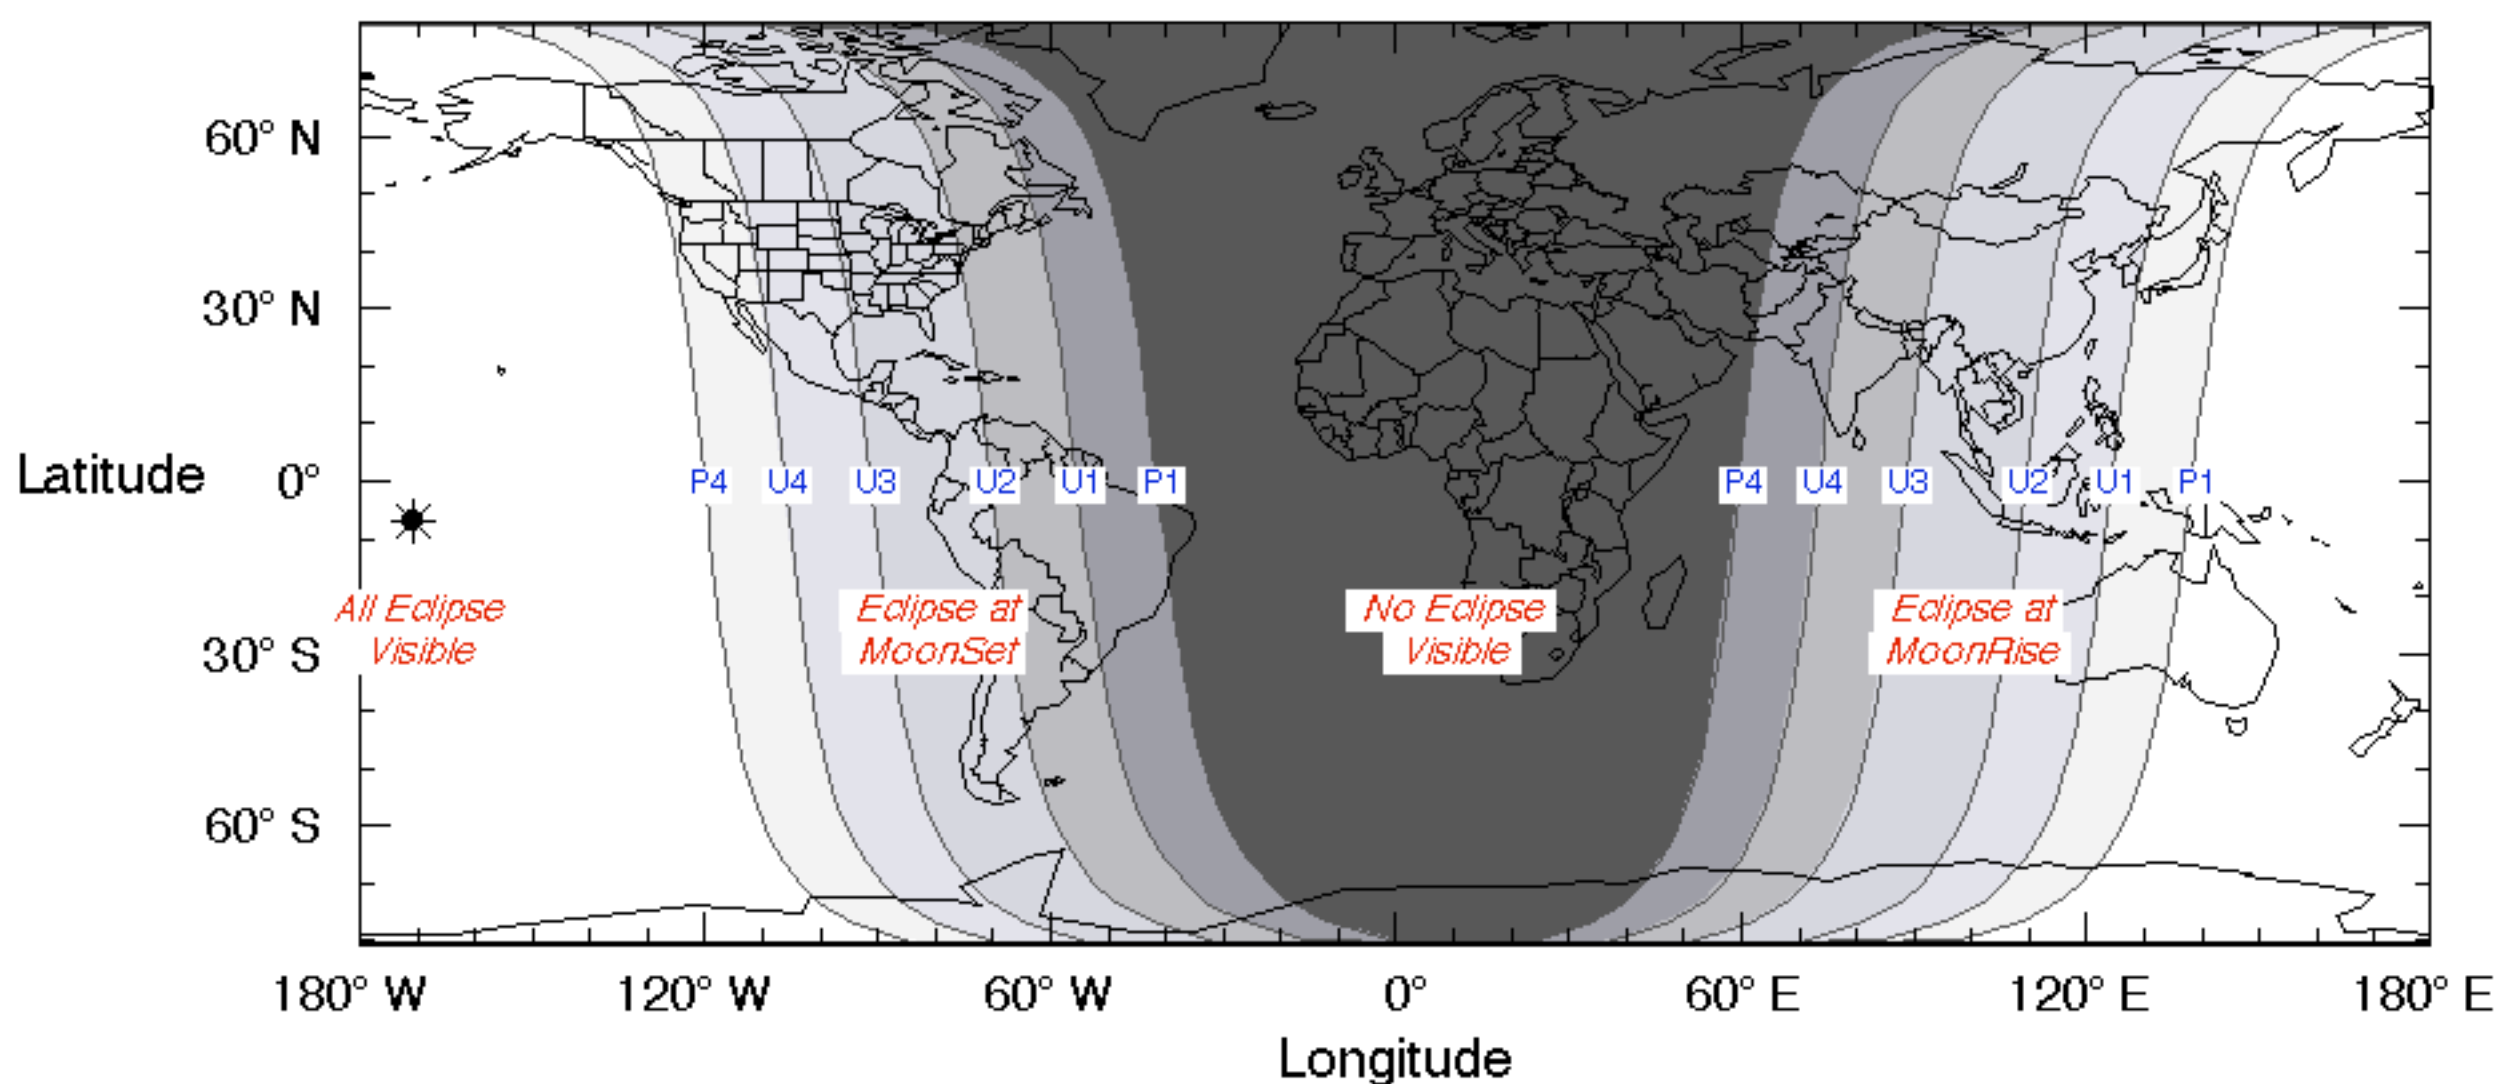 60° N
30° N
Latitude 0°
P4 U4 U3 U2 U1 P1 P4 U4 U3 U2 U1 P1
All Eclipse
Visible
Eclipse at
MoonSet
No Eclipse
Visible
Eclipse at
MoonRise
30° S
60° S
180° W 120° W 60° W 0° 60° E 120° E 180° E
Longitude